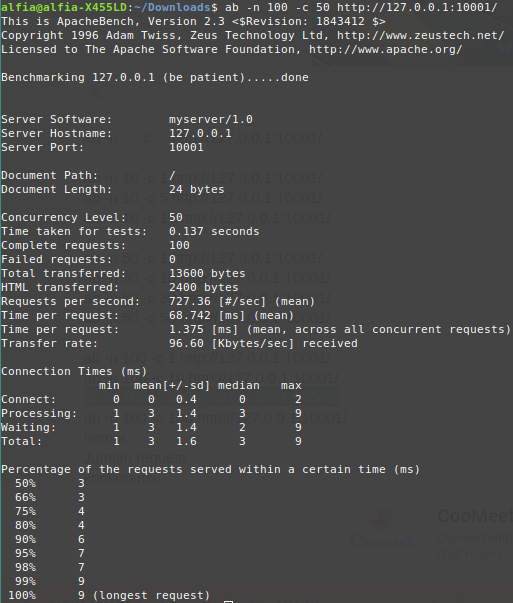 alfia@alfia-X455LD:~/Downloads$ ab -n 100 -c 50 http://127.0.0.1:10001/
This is ApacheBench, Version 2.3 <$Revision: 1843412 $>
Copyright 1996 Adam Twiss, Zeus Technology Ltd, http://www.zeustech.net/
Licensed to The Apache Software Foundation, http://www.apache.org/
Benchmarking 127.0.0.1 (be patient).....done
Server Software:        myserver/1.0
Server Hostname:        127.0.0.1
Server Port:            10001
Document Path:          /
Document Length:        24 bytes
Concurrency Level:      50
Time taken for tests:   0.137 seconds
Complete requests:      100
Failed requests:        0
Total transferred:      13600 bytes
HTML transferred:       2400 bytes
Requests per second:    727.36 [#/sec] (mean)
Time per request:       68.742 [ms] (mean)
Time per request:       1.375 [ms] (mean, across all concurrent requests)
Transfer rate:          96.60 [Kbytes/sec] received
Connection Times (ms)
              min  mean[+/-sd] median   max
Connect:        0    0   0.4      0       2
Processing:     1    3   1.4      3       9
Waiting:        1    3   1.4      2       9
Total:          1    3   1.6      3       9
Percentage of the requests served within a certain time (ms)
  50%      3
  66%      3
  75%      4
  80%      4
  90%      6
  95%      7
  98%      7
  99%      9
 100%      9 (longest request)
CooMeet